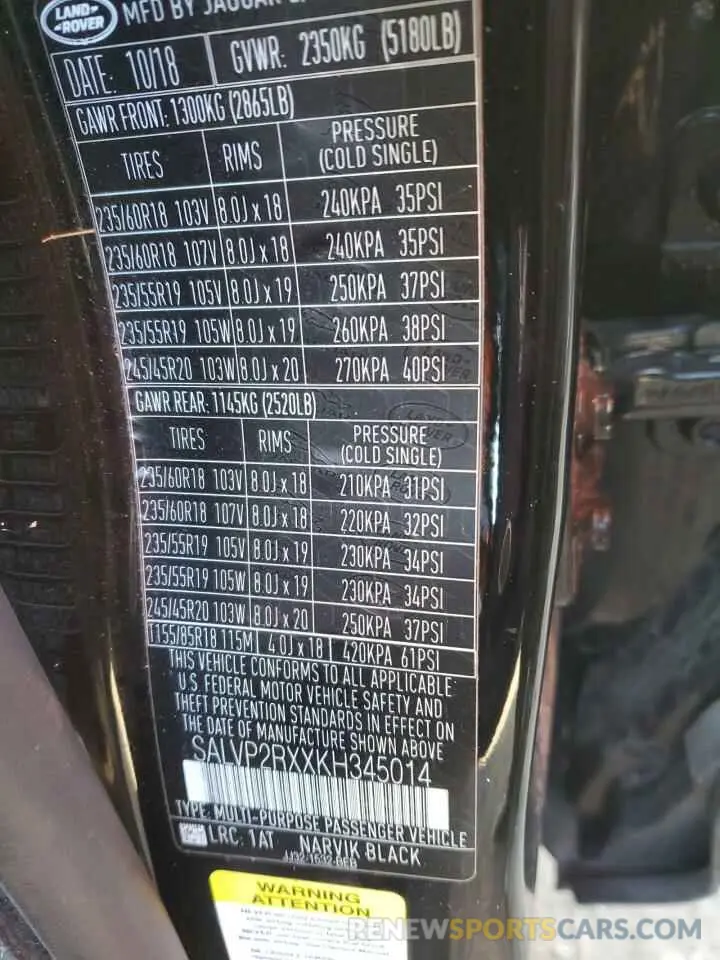 LAND-
ROVER
MFD BY JAGUAR
DATE: 10/18 GVWR: 2350KG (5180LB)
GAWR FRONT: 1300KG (2865LB)
TIRES RIMS PRESSURE
(COLD SINGLE)
235/60R18 103V 8.0J x 18 240KPA 35PSI
235/60R18 107V 8.0J x 18 240KPA 35PSI
235/55R19 105V 8.0J x 19 250KPA 37PSI
235/55R19 105W 8.0J x 19 260KPA 38PSI
245/45R20 103W 8.0J x 20 270KPA 40PSI
GAWR REAR: 1145KG (2520LB)
TIRES RIMS PRESSURE
(COLD SINGLE)
235/60R18 103V 8.0J x 18 210KPA 31PSI
235/60R18 107V 8.0J x 18 220KPA 32PSI
235/55R19 105V 8.0J x 19 230KPA 34PSI
235/55R19 105W 8.0J x 19 230KPA 34PSI
245/45R20 103W 8.0J x 20 250KPA 37PSI
T155/85R18 115M 4.0J x 18 420KPA 61PSI
THIS VEHICLE CONFORMS TO ALL APPLICABLE
U.S. FEDERAL MOTOR VEHICLE SAFETY AND
THEFT PREVENTION STANDARDS IN EFFECT ON
THE DATE OF MANUFACTURE SHOWN ABOVE
SALVP2RXXKH345014
TYPE: MULTI-PURPOSE PASSENGER VEHICLE
LRC: 1AT NARVIK BLACK
WARNING
ATTENTION
RENEWSPORTSCARS.COM